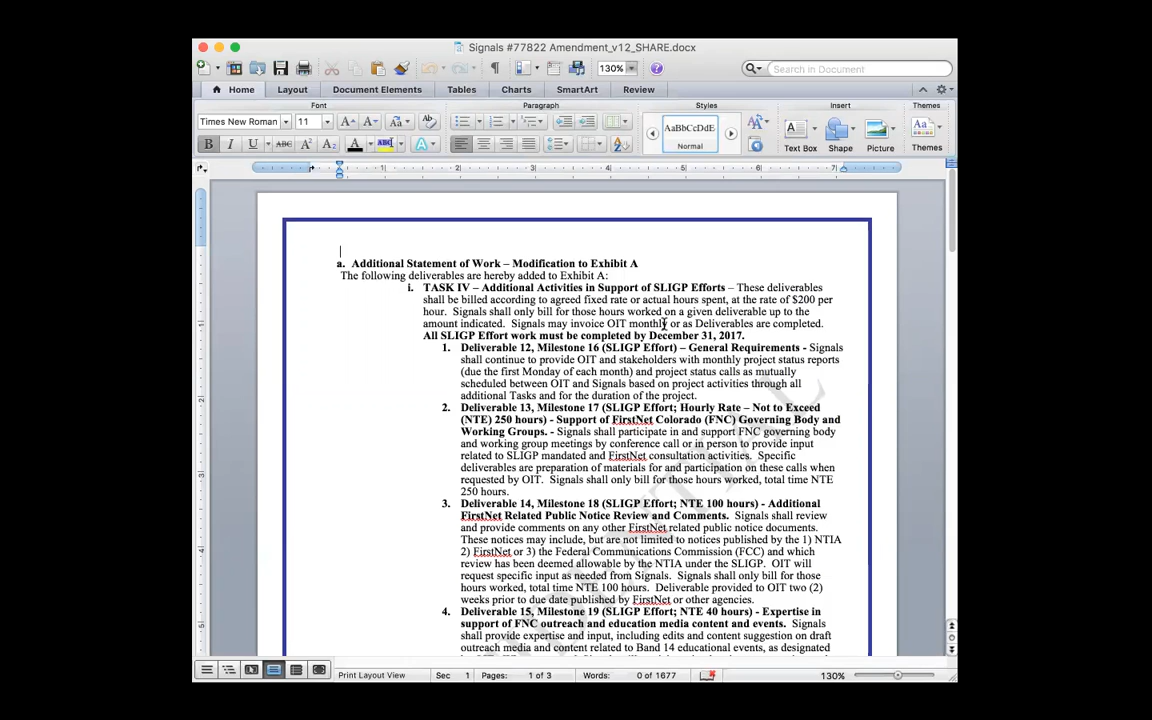 Signals #77822 Amendment_v12_SHARE.docx
130%
Search in Document
Home Layout Document Elements Tables Charts SmartArt Review
Font Paragraph Styles Insert Themes
Times New Roman 11
AaBbCcDdE
Normal
Text Box Shape Picture Themes
a. Additional Statement of Work – Modification to Exhibit A
The following deliverables are hereby added to Exhibit A:
i. TASK IV – Additional Activities in Support of SLIGP Efforts – These deliverables
shall be billed according to agreed fixed rate or actual hours spent, at the rate of $200 per
hour. Signals shall only bill for those hours worked on a given deliverable up to the
amount indicated. Signals may invoice OIT monthly or as Deliverables are completed.
All SLIGP Effort work must be completed by December 31, 2017.
1. Deliverable 12, Milestone 16 (SLIGP Effort) – General Requirements - Signals
shall continue to provide OIT and stakeholders with monthly project status reports
(due the first Monday of each month) and project status calls as mutually
scheduled between OIT and Signals based on project activities through all
additional Tasks and for the duration of the project.
2. Deliverable 13, Milestone 17 (SLIGP Effort; Hourly Rate – Not to Exceed
(NTE) 250 hours) - Support of FirstNet Colorado (FNC) Governing Body and
Working Groups. - Signals shall participate in and support FNC governing body
and working group meetings by conference call or in person to provide input
related to SLIGP mandated and FirstNet consultation activities. Specific
deliverables are preparation of materials for and participation on these calls when
requested by OIT. Signals shall only bill for those hours worked, total time NTE
250 hours.
3. Deliverable 14, Milestone 18 (SLIGP Effort; NTE 100 hours) - Additional
FirstNet Related Public Notice Review and Comments. Signals shall review
and provide comments on any other FirstNet related public notice documents.
These notices may include, but are not limited to notices published by the 1) NTIA
2) FirstNet or 3) the Federal Communications Commission (FCC) and which
review has been deemed allowable by the NTIA under the SLIGP. OIT will
request specific input as needed from Signals. Signals shall only bill for those
hours worked, total time NTE 100 hours. Deliverable provided to OIT two (2)
weeks prior to due date published by FirstNet or other agencies.
4. Deliverable 15, Milestone 19 (SLIGP Effort; NTE 40 hours) - Expertise in
support of FNC outreach and education media content and events. Signals
shall provide expertise and input, including edits and content suggestion on draft
outreach media and content related to Band 14 educational events, as designated
Print Layout View Sec 1 Pages: 1 of 3 Words: 0 of 1677 130%